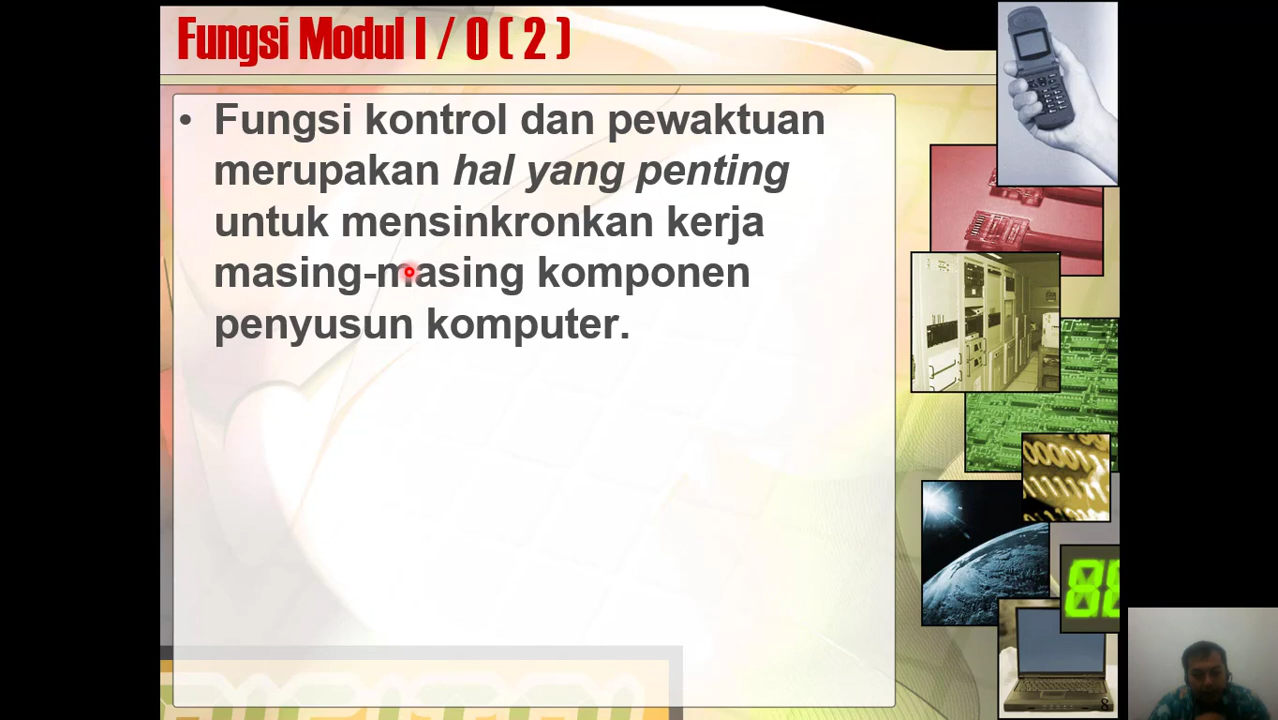 Fungsi Modul I / O ( 2 )
• Fungsi kontrol dan pewaktuan
merupakan hal yang penting
untuk mensinkronkan kerja
masing-masing komponen
penyusun komputer.
8